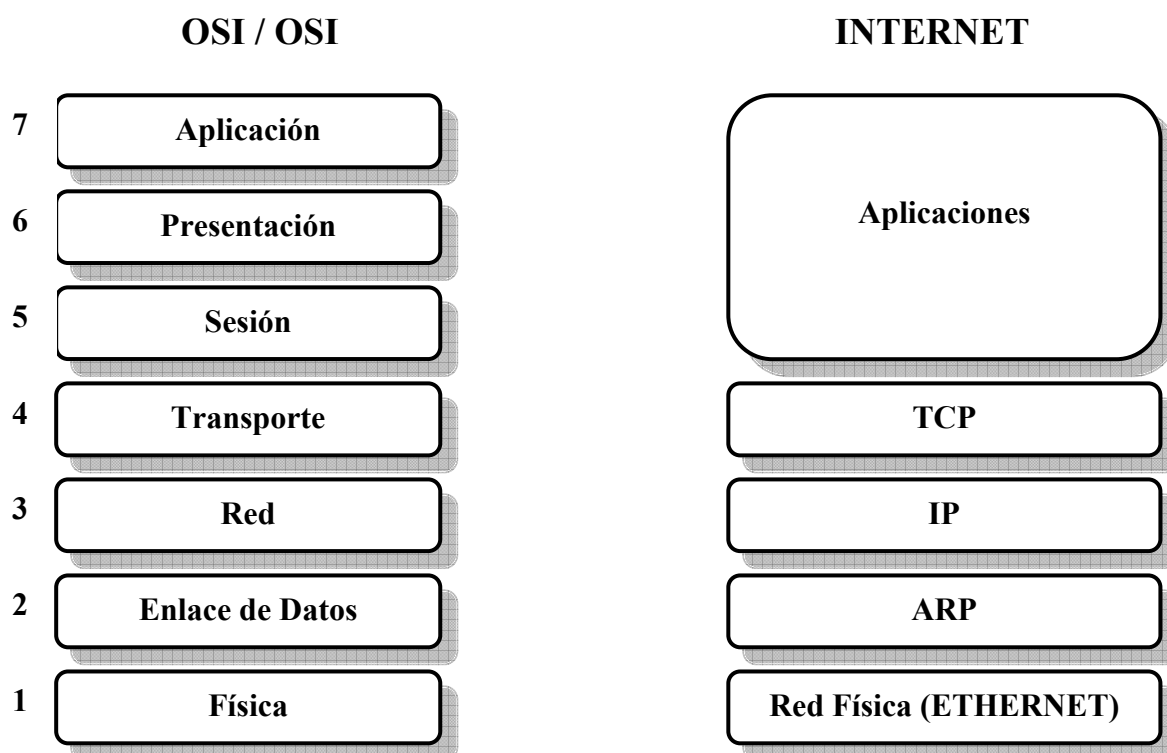 OSI / OSI
INTERNET
7
Aplicación
6
Presentación
5
Sesión
4
Transporte
3
Red
2
Enlace de Datos
1
Física
Aplicaciones
TCP
IP
ARP
Red Física (ETHERNET)